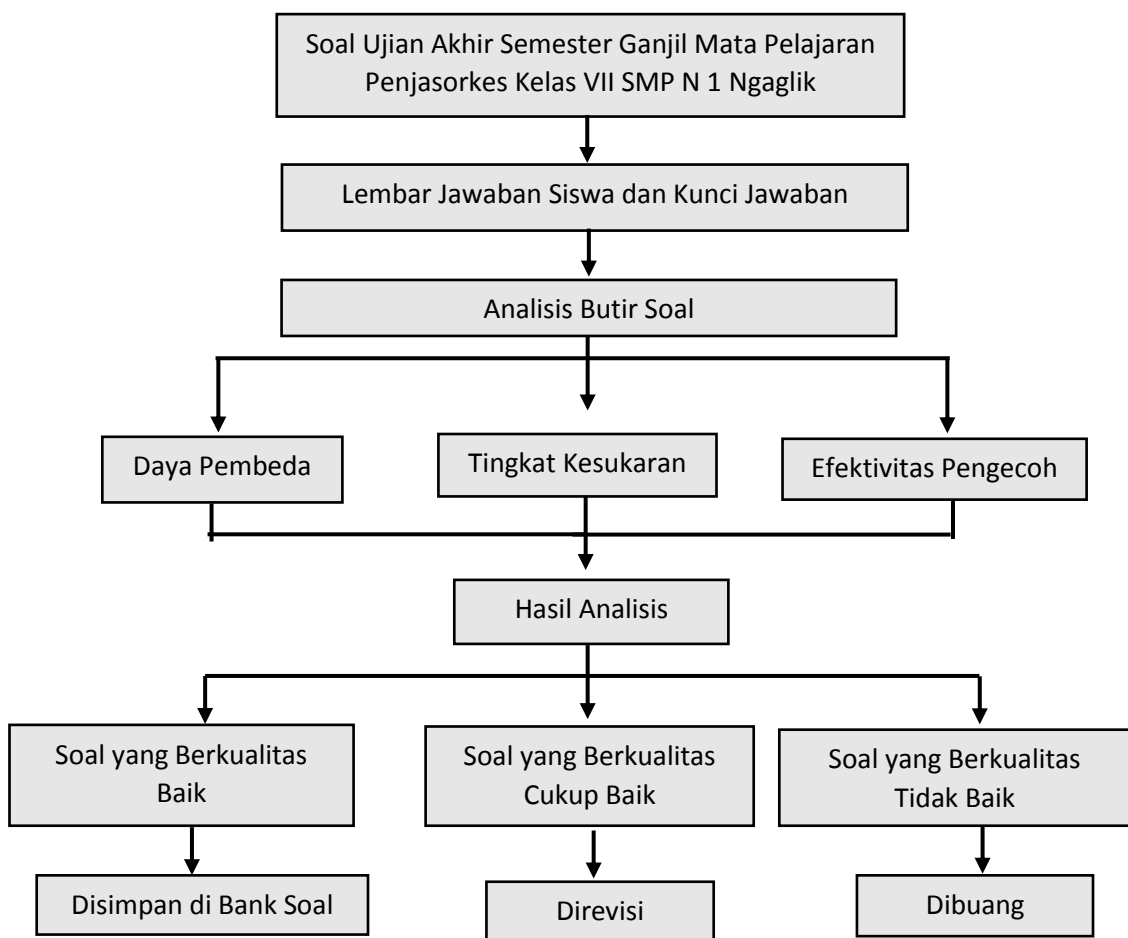 Soal Ujian Akhir Semester Ganjil Mata Pelajaran
Penjasorkes Kelas VII SMP N 1 Ngaglik
Lembar Jawaban Siswa dan Kunci Jawaban
Analisis Butir Soal
Daya Pembeda
Tingkat Kesukaran
Efektivitas Pengecoh
Hasil Analisis
Soal yang Berkualitas
Baik
Soal yang Berkualitas
Cukup Baik
Soal yang Berkualitas
Tidak Baik
Disimpan di Bank Soal
Direvisi
Dibuang